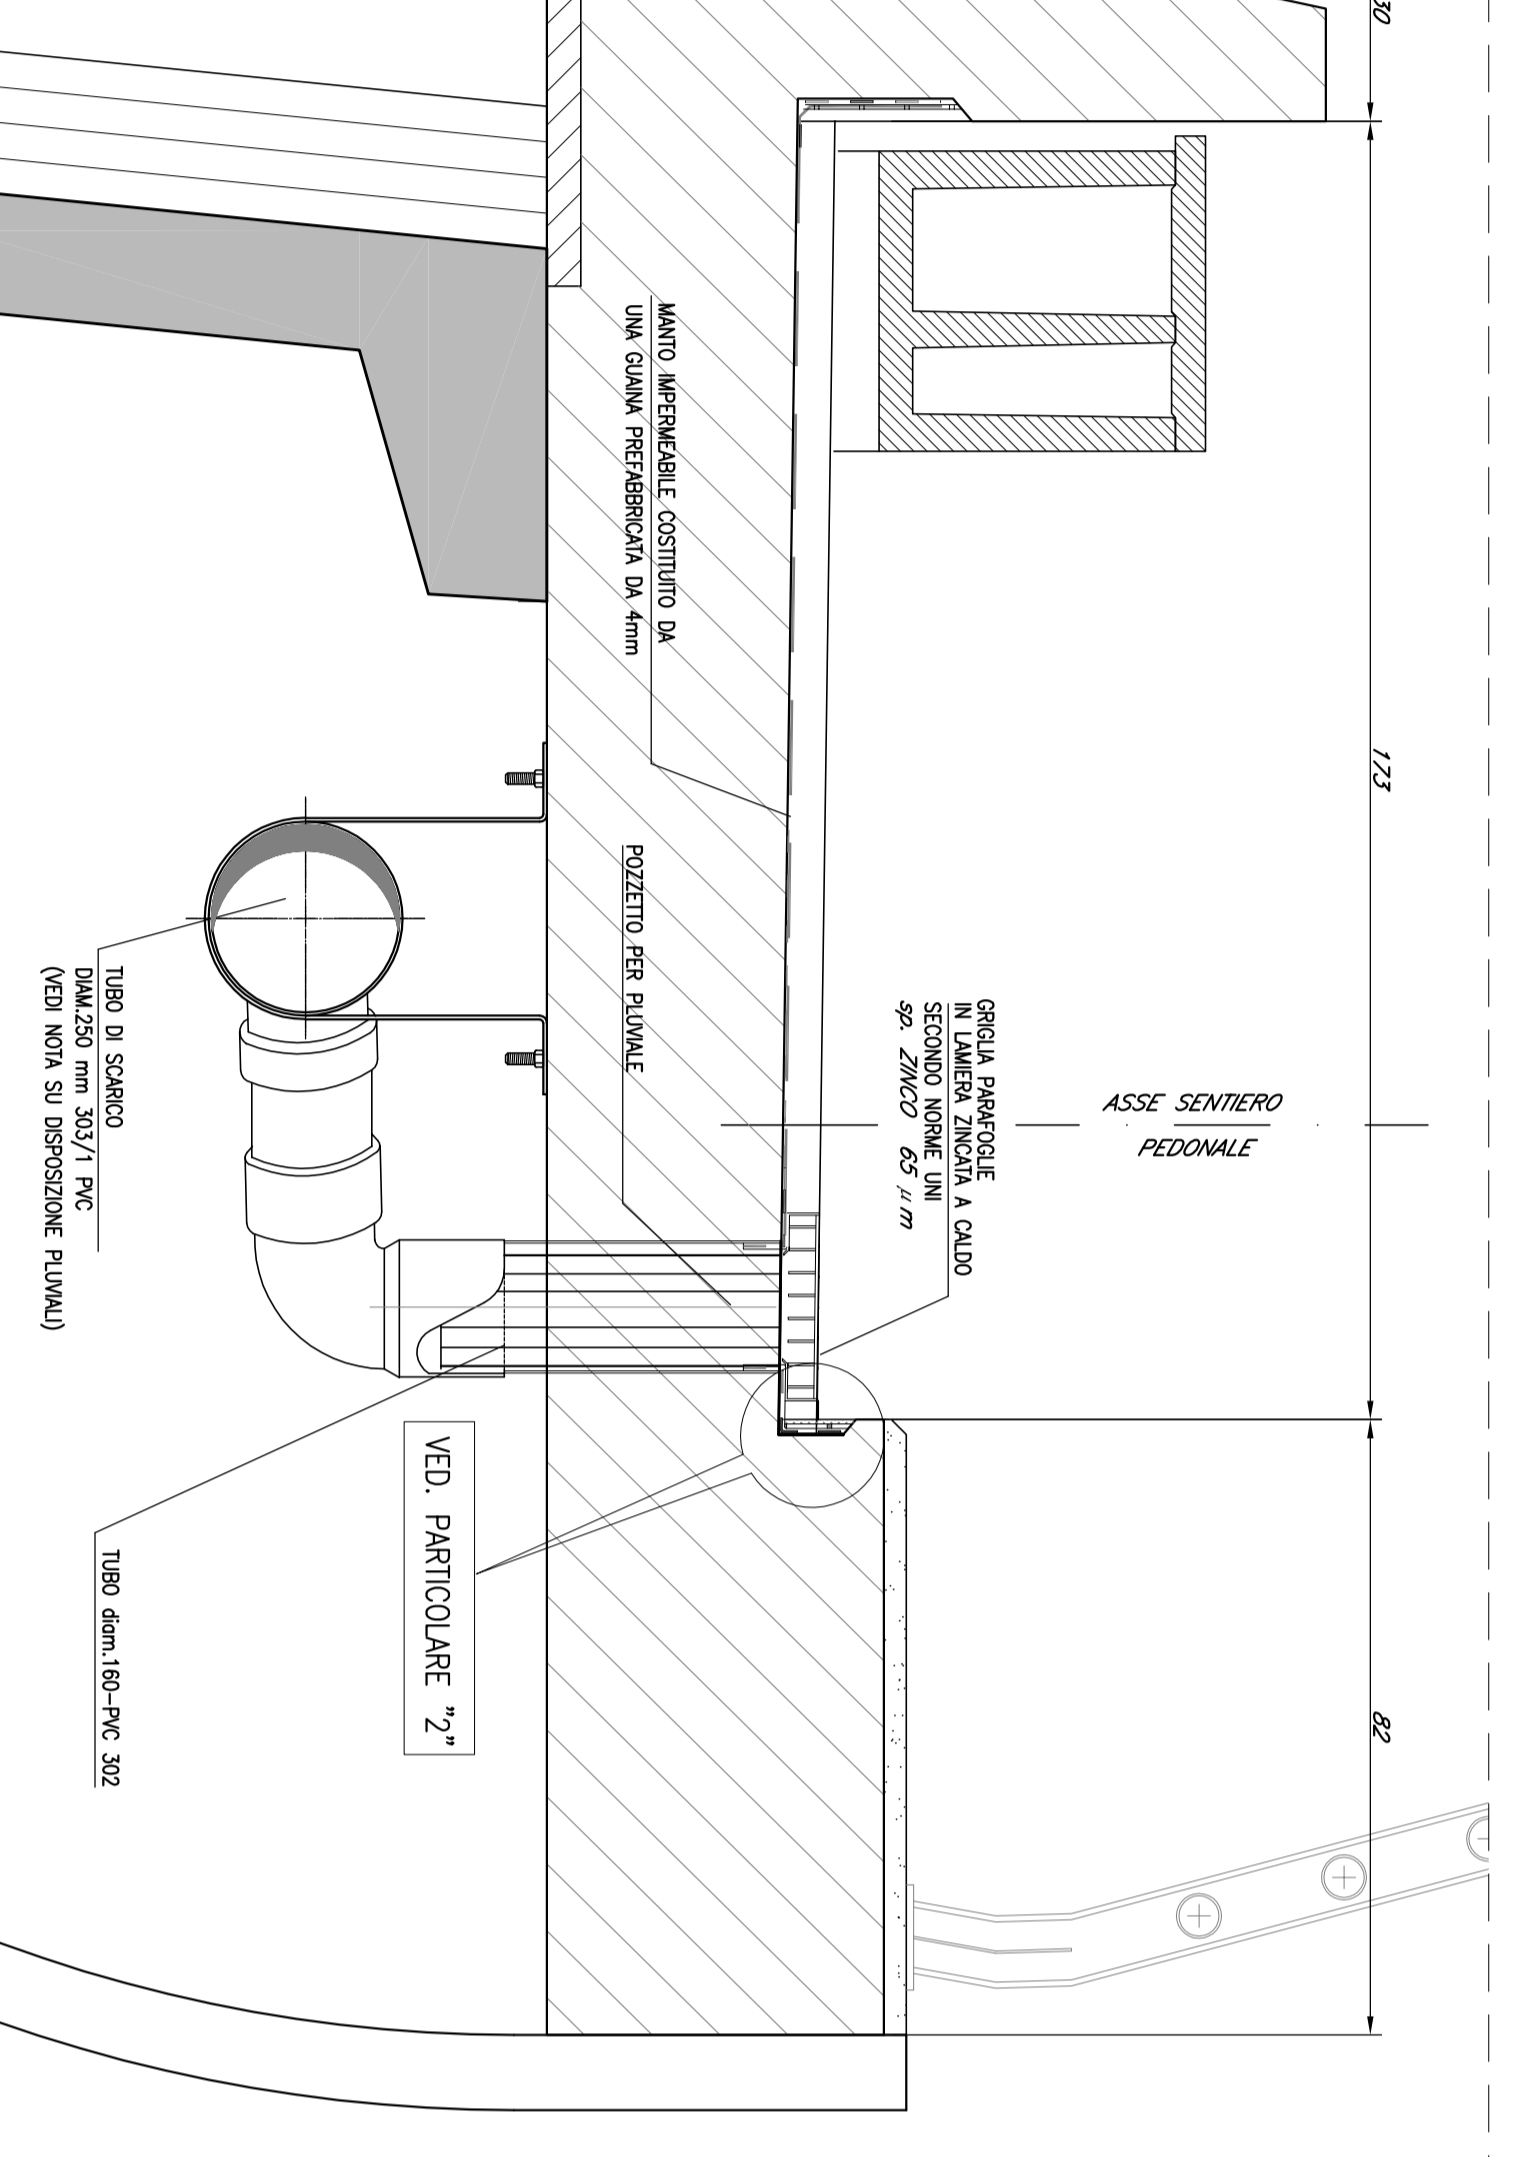 30
173
82
ASSE SENTIERO
PEDONALE
GRIGLIA PARAFOGLIE
IN LAMIERA ZINCATA A CALDO
SECONDO NORME UNI
sp. ZINCO 65 μm
MANTO IMPERMEABILE COSTITUITO DA
UNA GUAINA PREFABBRICATA DA 4mm
POZZETTO PER PLUVIALE
VED. PARTICOLARE "2"
TUBO DI SCARICO
DIAM.250 mm 303/1 PVC
(VEDI NOTA SU DISPOSIZIONE PLUVIALI)
TUBO diam.160-PVC 302